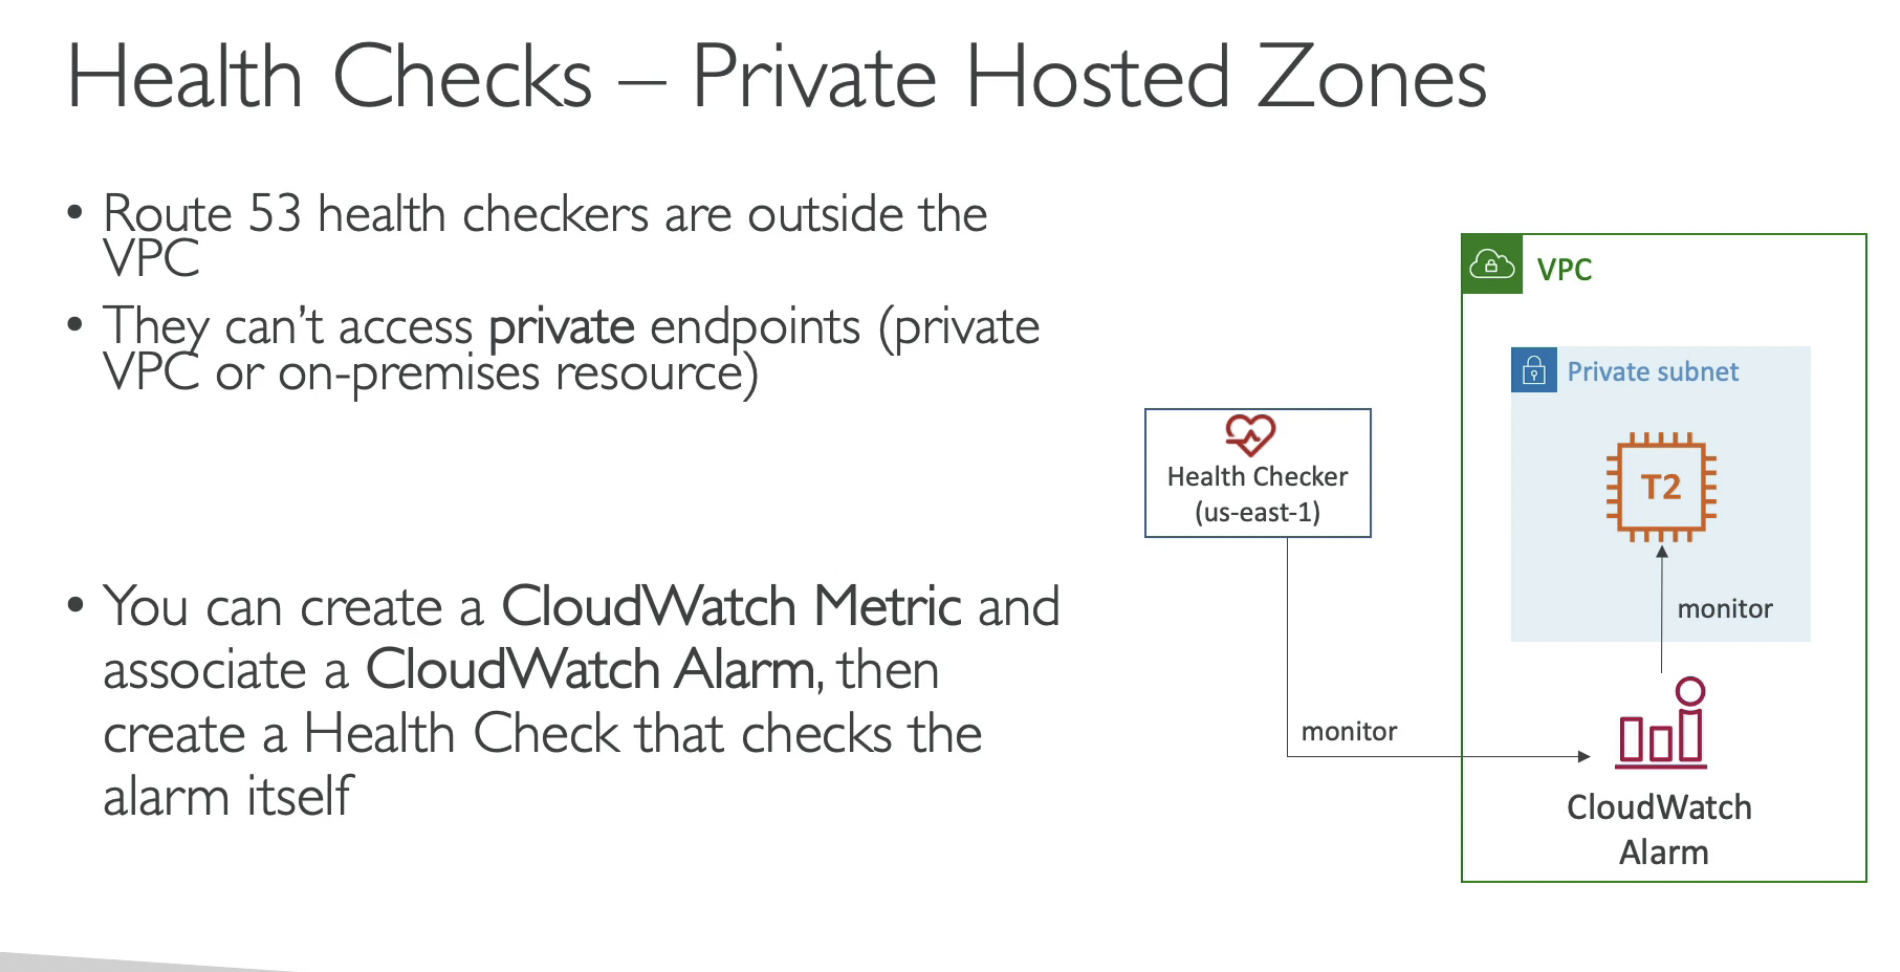 Health Checks – Private Hosted Zones
• Route 53 health checkers are outside the
VPC
• They can’t access private endpoints (private
VPC or on-premises resource)
• You can create a CloudWatch Metric and
associate a CloudWatch Alarm, then
create a Health Check that checks the
alarm itself
Health Checker
(us-east-1)
monitor
VPC
Private subnet
T2
monitor
CloudWatch
Alarm